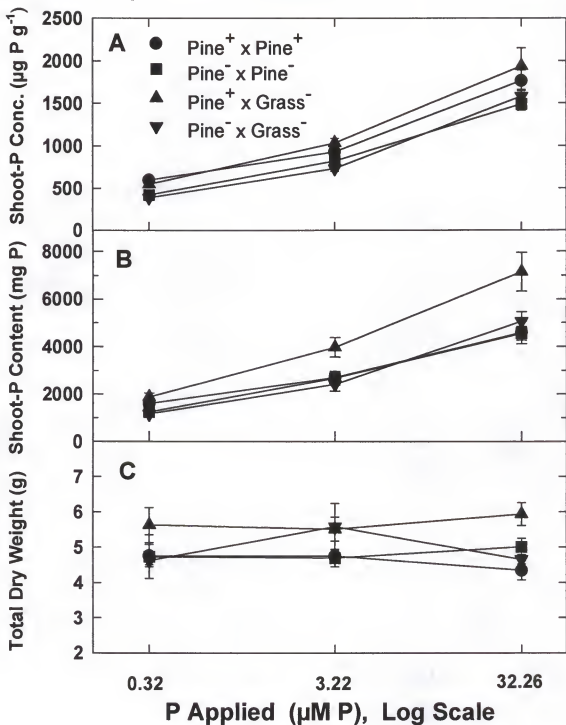 2500
2000
1500
1000
500
0
Shoot-P Conc. (µg P g⁻¹)
A
Pine⁺ x Pine⁺
Pine⁻ x Pine⁻
Pine⁺ x Grass⁻
Pine⁻ x Grass⁻
8000
6000
4000
2000
0
Shoot-P Content (mg P)
B
7
6
5
4
3
2
Total Dry Weight (g)
C
0.32 3.22 32.26
P Applied (µM P), Log Scale